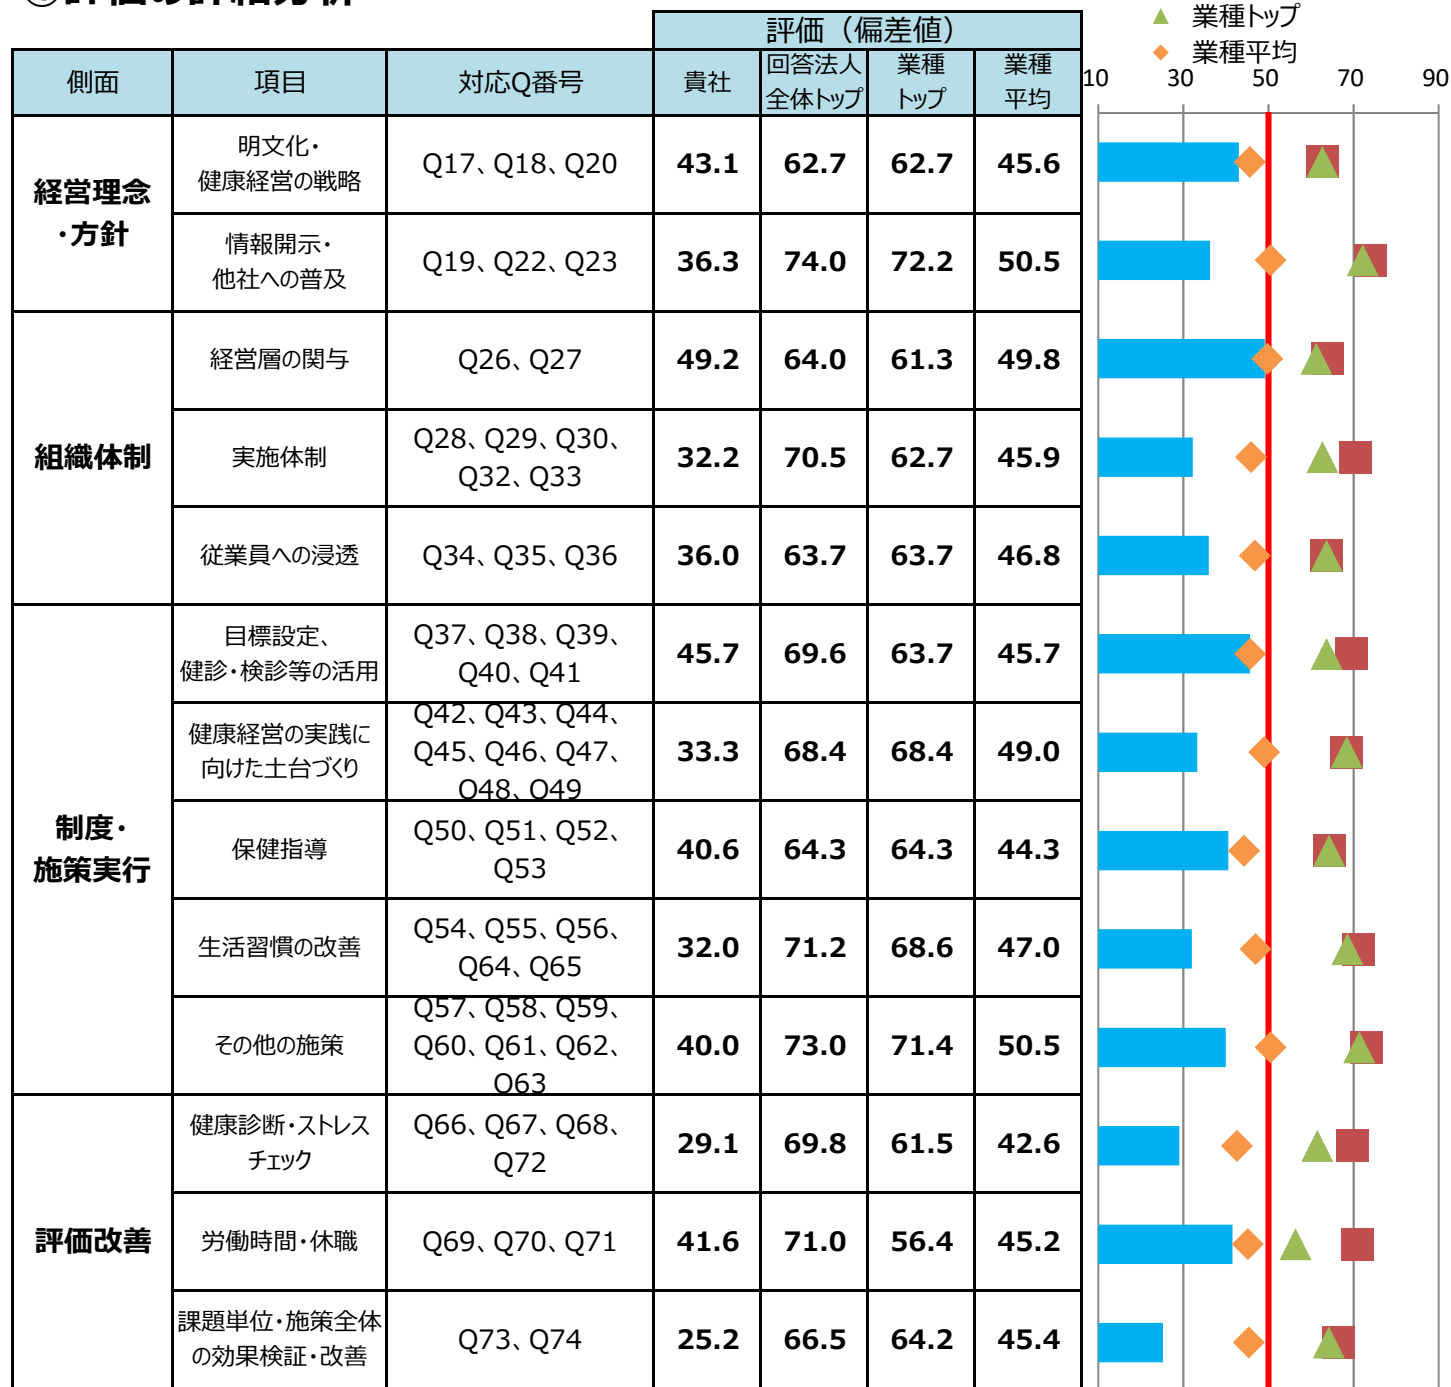 ▲ 業種トップ
◆ 業種平均
評価（偏差値）
側面 項目 対応Q番号 貴社 回答法人 業種 業種
全体トップ トップ 平均
10 30 50 70 90
経営理念
・方針
明文化・
健康経営の戦略
Q17、Q18、Q20 43.1 62.7 62.7 45.6
情報開示・
他社への普及
Q19、Q22、Q23 36.3 74.0 72.2 50.5
組織体制
経営層の関与 Q26、Q27 49.2 64.0 61.3 49.8
実施体制
Q28、Q29、Q30、
Q32、Q33
32.2 70.5 62.7 45.9
従業員への浸透 Q34、Q35、Q36 36.0 63.7 63.7 46.8
制度・
施策実行
目標設定、
健診・検診等の活用
Q37、Q38、Q39、
Q40、Q41
45.7 69.6 63.7 45.7
健康経営の実践に
向けた土台づくり
Q42、Q43、Q44、
Q45、Q46、Q47、
Q48、Q49
33.3 68.4 68.4 49.0
保健指導
Q50、Q51、Q52、
Q53
40.6 64.3 64.3 44.3
生活習慣の改善
Q54、Q55、Q56、
Q64、Q65
32.0 71.2 68.6 47.0
その他の施策
Q57、Q58、Q59、
Q60、Q61、Q62、
Q63
40.0 73.0 71.4 50.5
評価改善
健康診断・ストレス
チェック
Q66、Q67、Q68、
Q72
29.1 69.8 61.5 42.6
労働時間・休職 Q69、Q70、Q71 41.6 71.0 56.4 45.2
課題単位・施策全体
の効果検証・改善
Q73、Q74 25.2 66.5 64.2 45.4